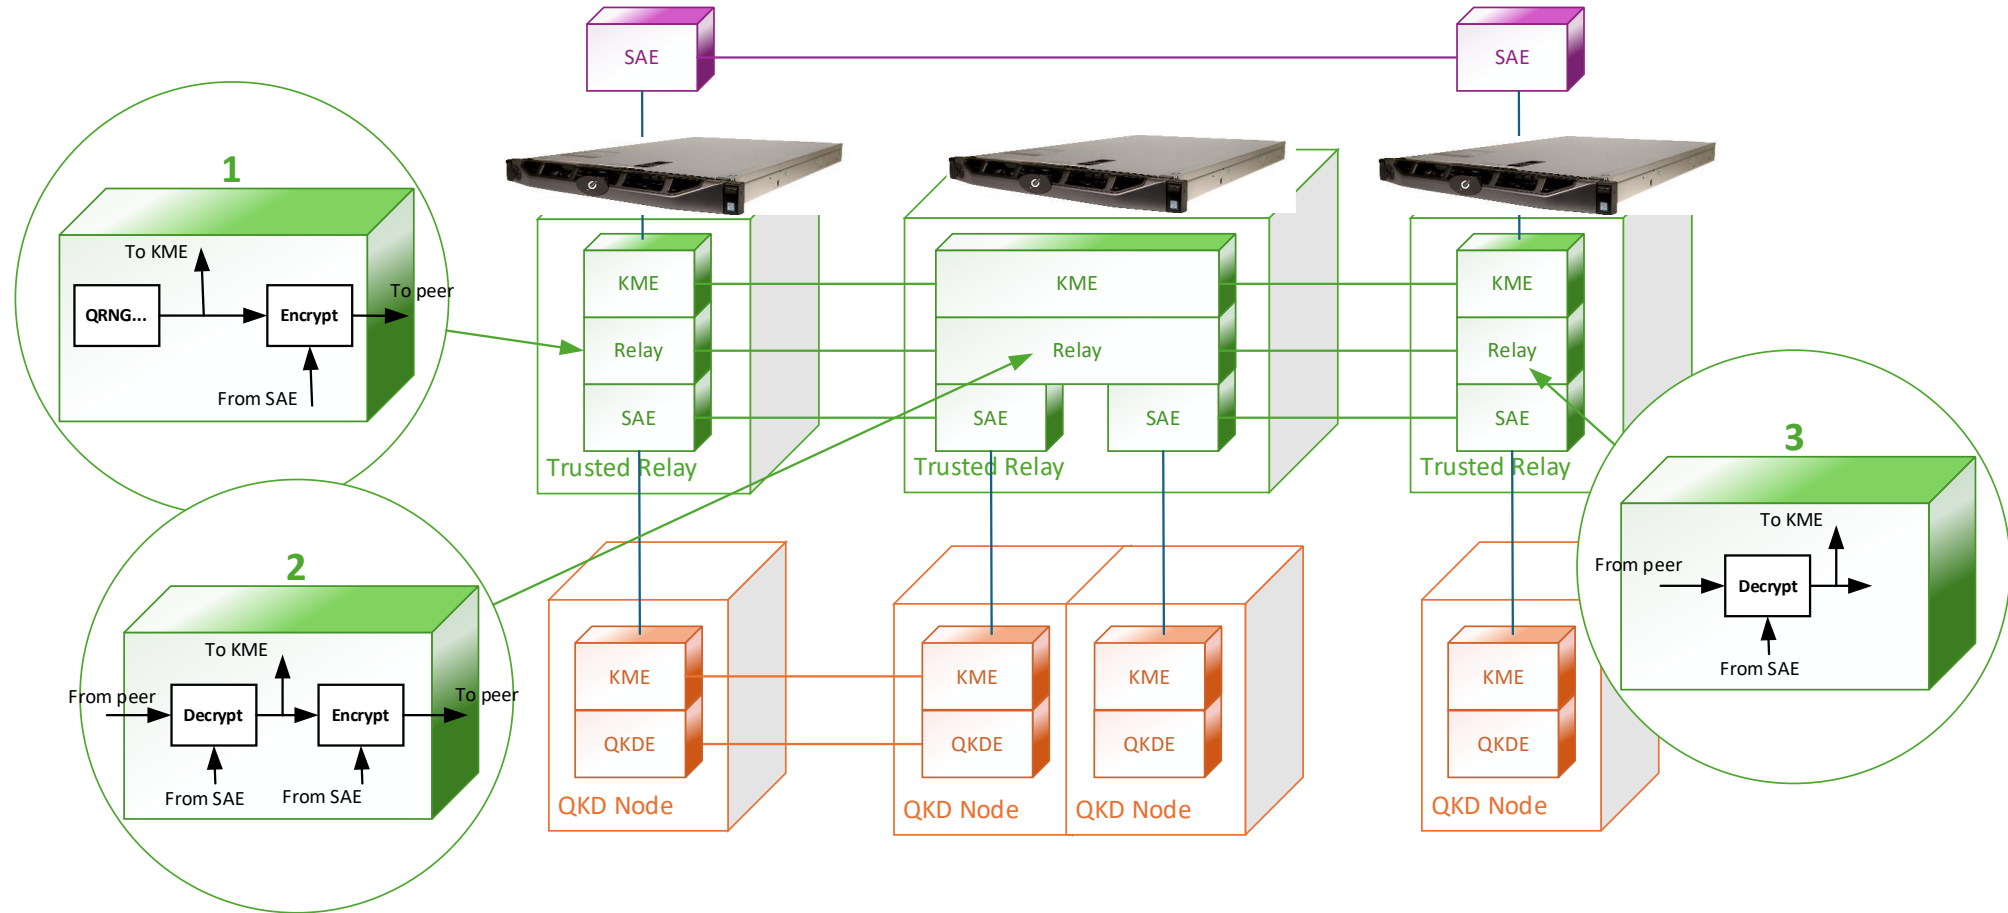 SAE
SAE
1
To KME
QRNG...
Encrypt
To peer
From SAE
KME
Relay
SAE
Trusted Relay
KME
Relay
SAE
SAE
Trusted Relay
KME
Relay
SAE
Trusted Relay
2
To KME
From peer
Decrypt
Encrypt
To peer
From SAE
From SAE
3
To KME
From peer
Decrypt
From SAE
KME
QKDE
QKD Node
KME
QKDE
QKD Node
KME
QKDE
QKD Node
KME
QKDE
QKD Node